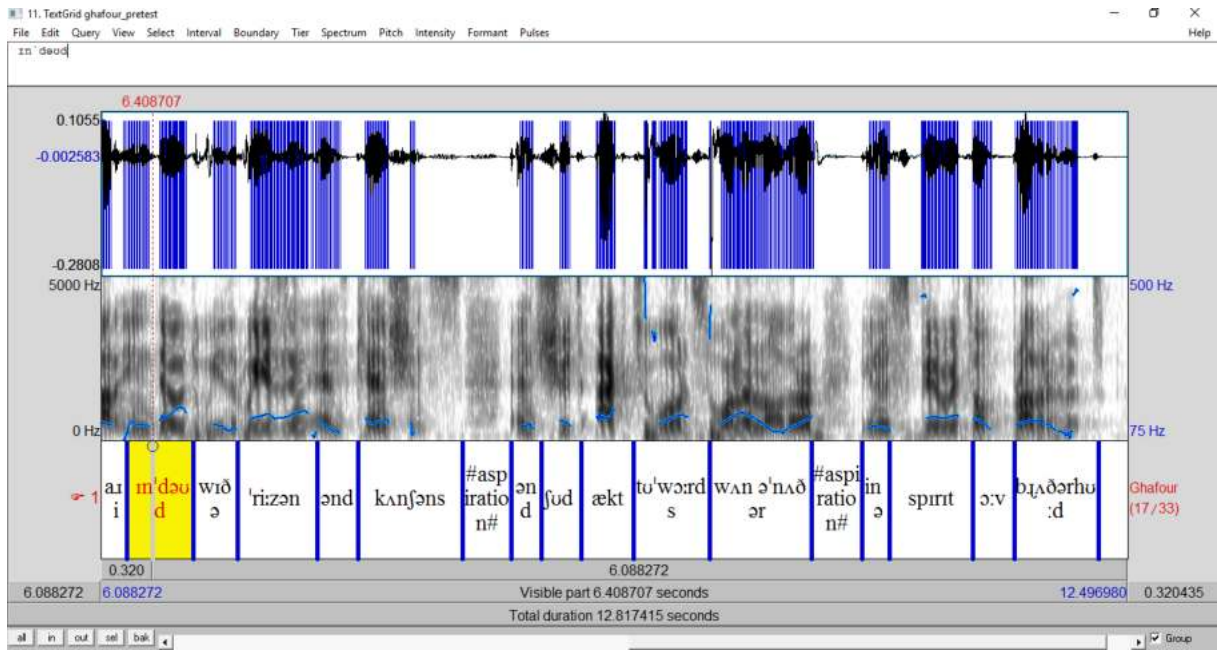 11. TextGrid ghafour_pretest
File Edit Query View Select Interval Boundary Tier Spectrum Pitch Intensity Formant Pulses Help
ɪnˈdəʊd
6.408707
0.1055
-0.002583
-0.2808
5000 Hz 500 Hz
0 Hz 75 Hz
☞ 1
aɪ
i
ɪnˈdəʊ
d
wɪð
ə
ˈriːzən
ənd
kʌnʃəns
#asp
iratio
n#
ən
d
ʃʊd
ækt
tʊˈwɔːrd
s
wʌn əˈnʌð
ər
#aspi
ratio
n#
in
ə
spɪrɪt
ɔːv
bɹʌðərhʊ
ːd
Ghafour
(17/33)
0.320 6.088272
6.088272 6.088272 Visible part 6.408707 seconds 12.496980 0.320435
Total duration 12.817415 seconds
all in out sel bak Group